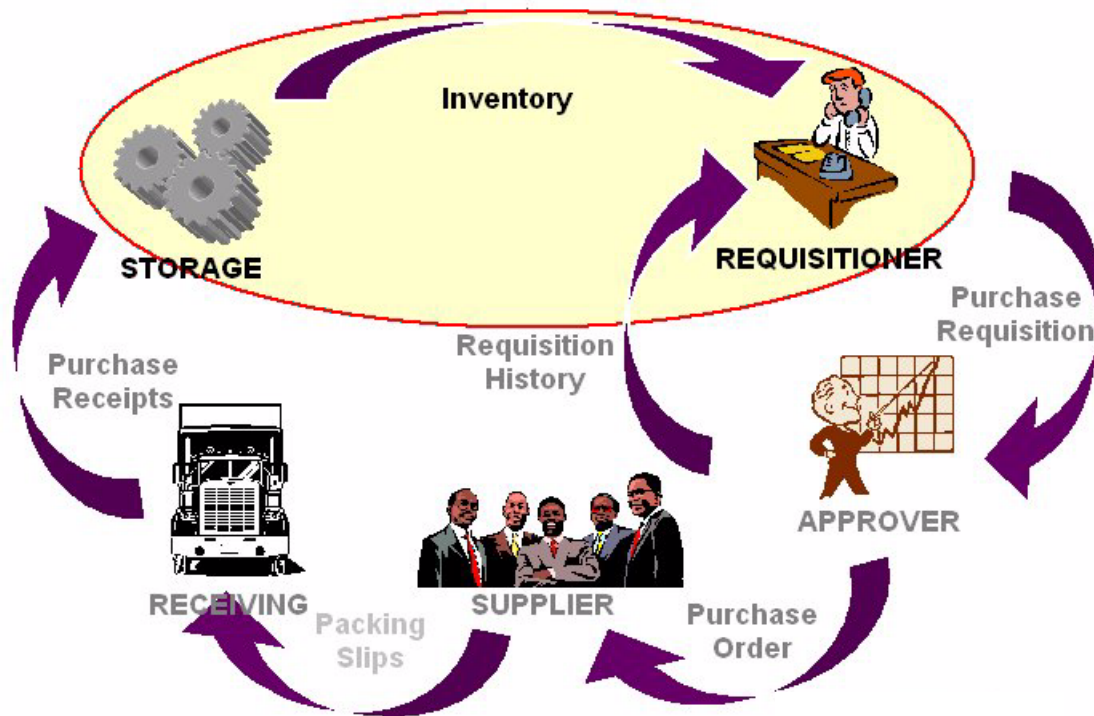 Inventory
STORAGE
REQUISITIONER
Purchase
Requisition
Requisition
History
Purchase
Receipts
APPROVER
RECEIVING
SUPPLIER
Packing
Slips
Purchase
Order